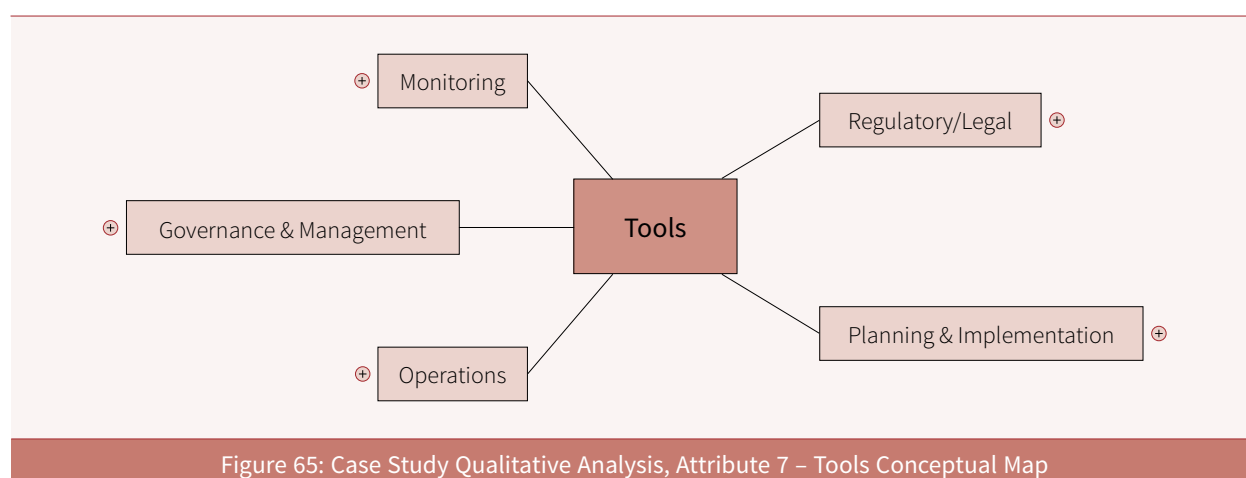 Monitoring
Regulatory/Legal
Governance & Management
Tools
Planning & Implementation
Operations
Figure 65: Case Study Qualitative Analysis, Attribute 7 – Tools Conceptual Map